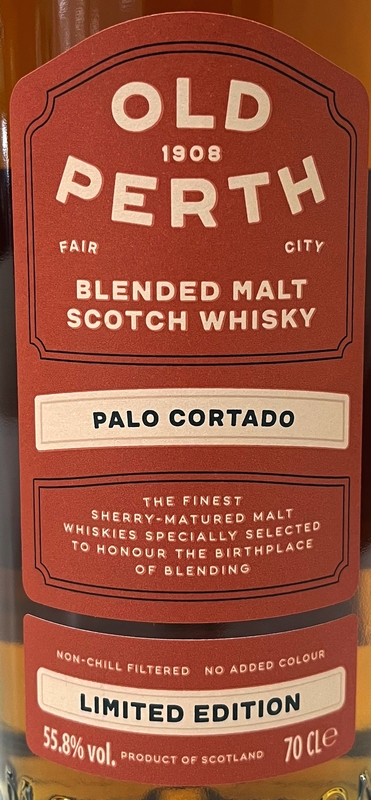 OLD
1908
PERTH
FAIR CITY
BLENDED MALT
SCOTCH WHISKY
PALO CORTADO
THE FINEST
SHERRY-MATURED MALT
WHISKIES SPECIALLY SELECTED
TO HONOUR THE BIRTHPLACE
OF BLENDING
NON-CHILL FILTERED NO ADDED COLOUR
LIMITED EDITION
55.8% vol. PRODUCT OF SCOTLAND 70 CL℮